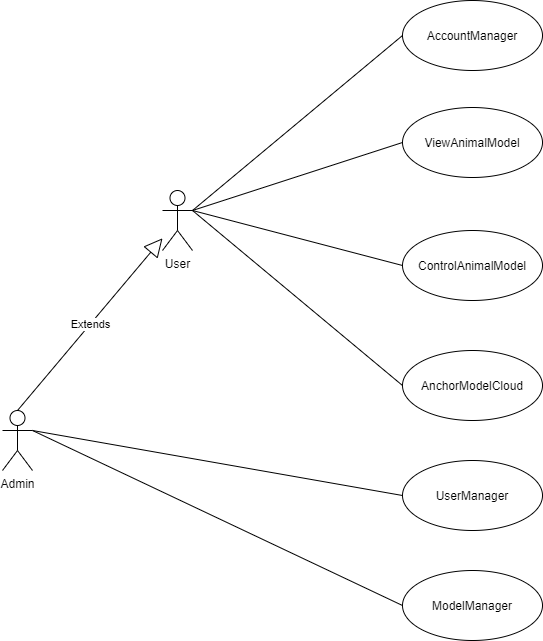 AccountManager
ViewAnimalModel
User
ControlAnimalModel
Extends
AnchorModelCloud
Admin
UserManager
ModelManager